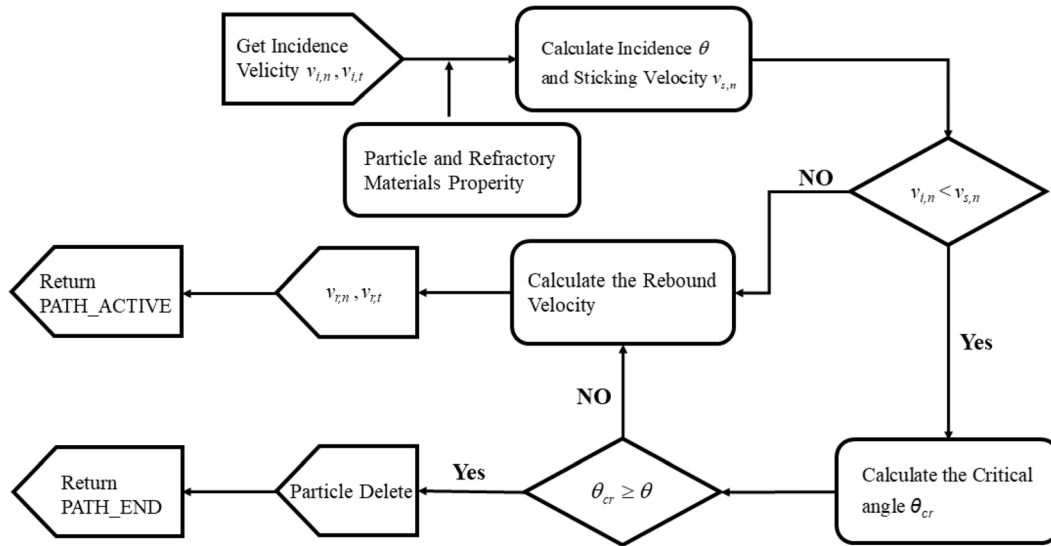 Get Incidence
Velicity v_{i,n} , v_{i,t}
Calculate Incidence θ
and Sticking Velocity v_{s,n}
Particle and Refractory
Materials Properity
v_{i,n} < v_{s,n}
NO
Yes
Calculate the Rebound
Velocity
v_{r,n} , v_{r,t}
Return
PATH_ACTIVE
NO
Calculate the Critical
angle θ_{cr}
θ_{cr} ≥ θ
Yes
Particle Delete
Return
PATH_END